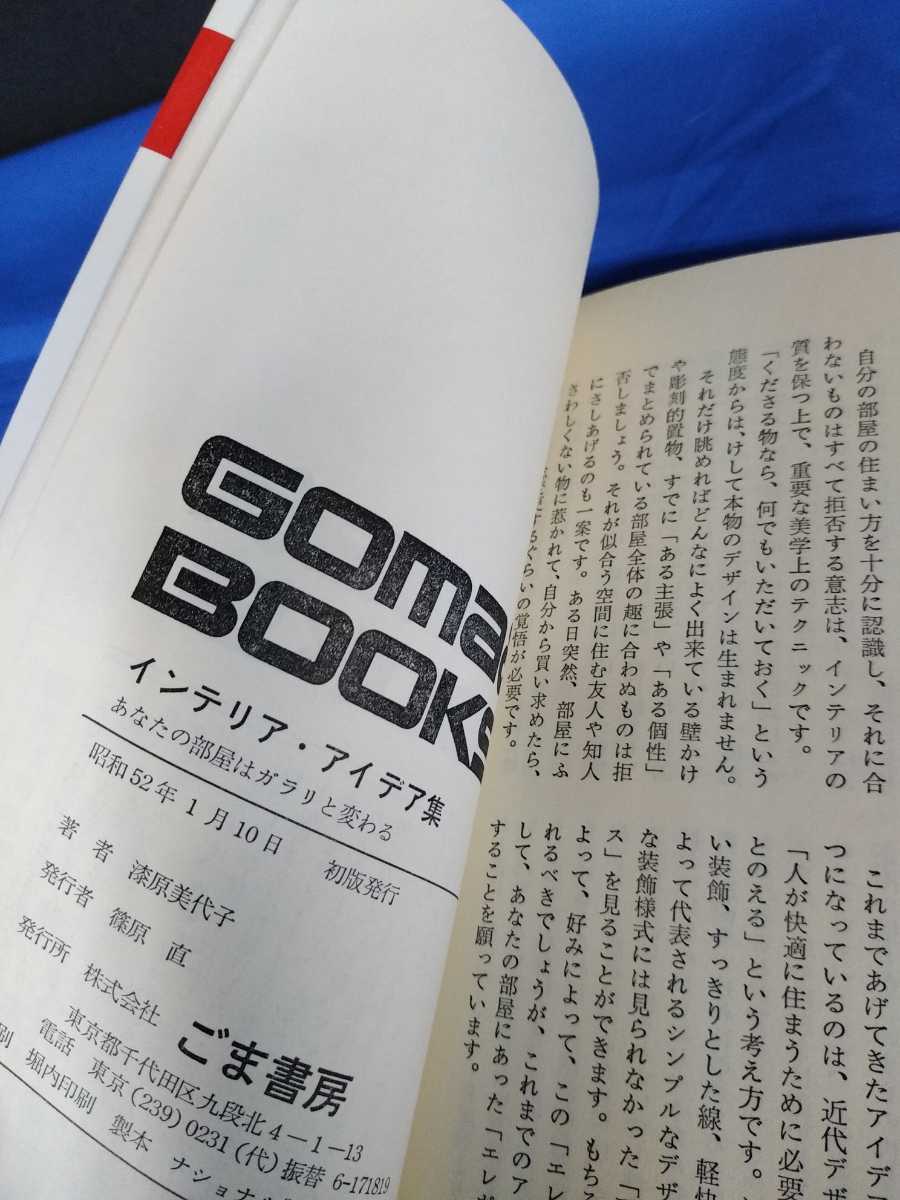 GOMA
BOOKS
インテリア・アイデア集
あなたの部屋はガラリと変わる
昭和52年1月10日 初版発行
著者 漆原美代子
発行者 篠原 直
発行所 株式会社 ごま書房
東京都千代田区九段北4-1-13
電話 東京(239)0231(代)振替6-171819
刷 堀内印刷 製本 ナショナル
自分の部屋の住まい方を十分に認識し、それに合
わないものはすべて拒否する意志は、インテリアの
質を保つ上で、重要な美学上のテクニックです。
「くださる物なら、何でもいただいておく」という
態度からは、けして本物のデザインは生まれません。
それだけ眺めればどんなによく出来ている壁かけ
や彫刻的置物、すでに「ある主張」や「ある個性」
でまとめられている部屋全体の趣に合わぬものは拒
否しましょう。それが似合う空間に住む友人や知人
にさしあげるのも一案です。ある日突然、部屋にふ
さわしくない物に惹かれて、自分から買い求めたら、
するぐらいの覚悟が必要です。
これまであげてきたアイデ
つになっているのは、近代デザ
「人が快適に住まうために必要
とのえる」という考え方です。
い装飾、すっきりとした線、軽快
よって代表されるシンプルなデザ
な装飾様式には見られなかった「
ス」を見ることができます。もちろ
よって、好みによって、この「エレ
れるべきでしょうが、これまでのア
して、あなたの部屋にあった「エレガ
することを願っています。